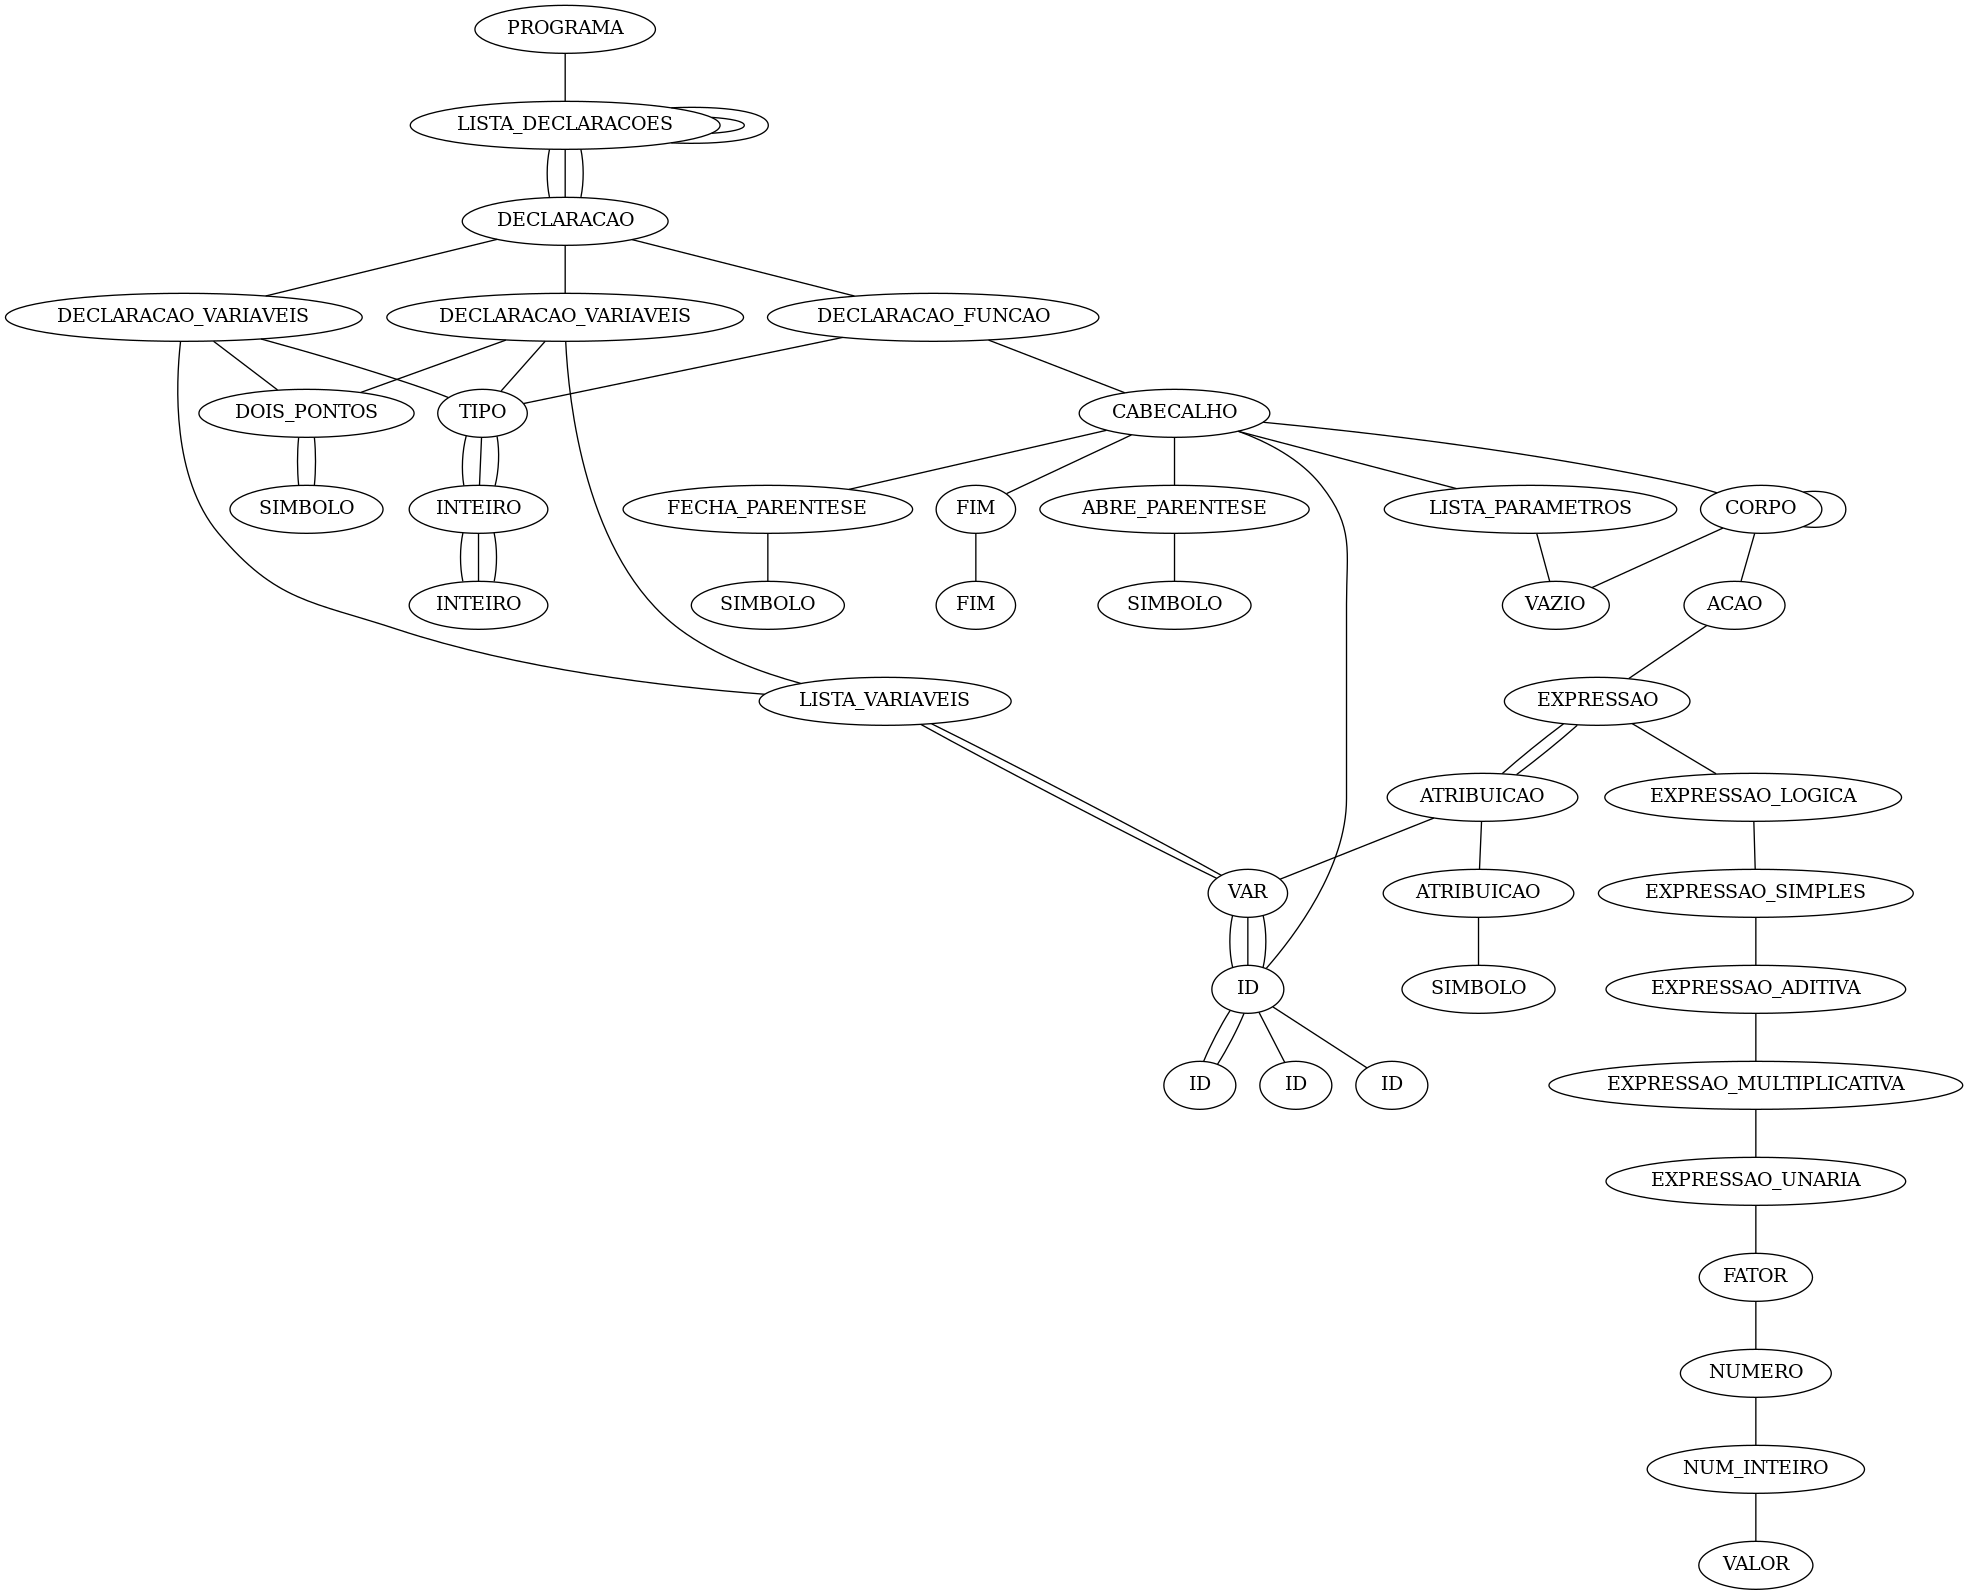 PROGRAMA
LISTA_DECLARACOES
DECLARACAO
DECLARACAO_VARIAVEIS
DECLARACAO_VARIAVEIS
DECLARACAO_FUNCAO
DOIS_PONTOS
TIPO
CABECALHO
SIMBOLO
INTEIRO
FECHA_PARENTESE
FIM
ABRE_PARENTESE
LISTA_PARAMETROS
CORPO
INTEIRO
SIMBOLO
FIM
SIMBOLO
VAZIO
ACAO
LISTA_VARIAVEIS
EXPRESSAO
ATRIBUICAO
EXPRESSAO_LOGICA
VAR
ATRIBUICAO
EXPRESSAO_SIMPLES
ID
SIMBOLO
EXPRESSAO_ADITIVA
ID
ID
ID
EXPRESSAO_MULTIPLICATIVA
EXPRESSAO_UNARIA
FATOR
NUMERO
NUM_INTEIRO
VALOR